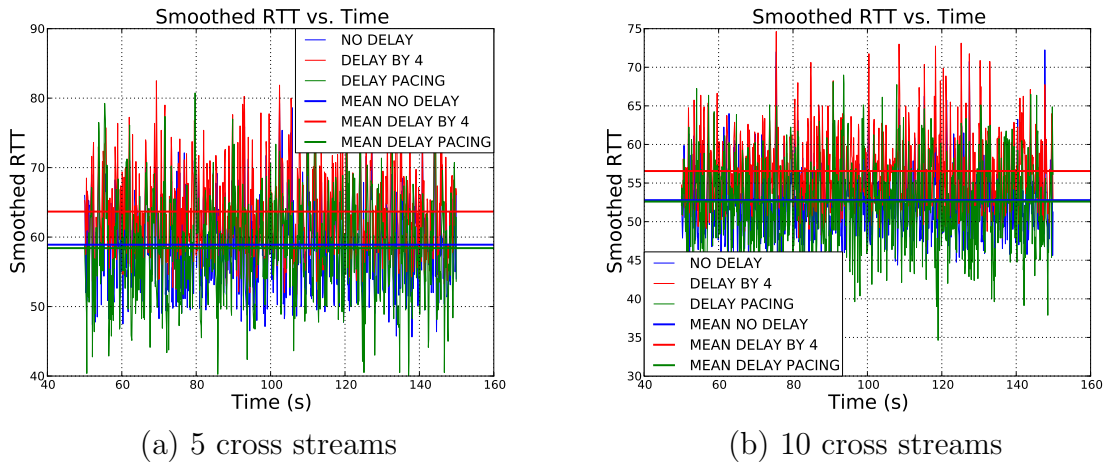 Smoothed RTT vs. Time
90
80
70
60
50
40
40 60 80 100 120 140 160
Smoothed RTT
Time (s)
NO DELAY
DELAY BY 4
DELAY PACING
MEAN NO DELAY
MEAN DELAY BY 4
MEAN DELAY PACING
(a) 5 cross streams
Smoothed RTT vs. Time
75
70
65
60
55
50
45
40
35
30
40 60 80 100 120 140 160
Smoothed RTT
Time (s)
NO DELAY
DELAY BY 4
DELAY PACING
MEAN NO DELAY
MEAN DELAY BY 4
MEAN DELAY PACING
(b) 10 cross streams